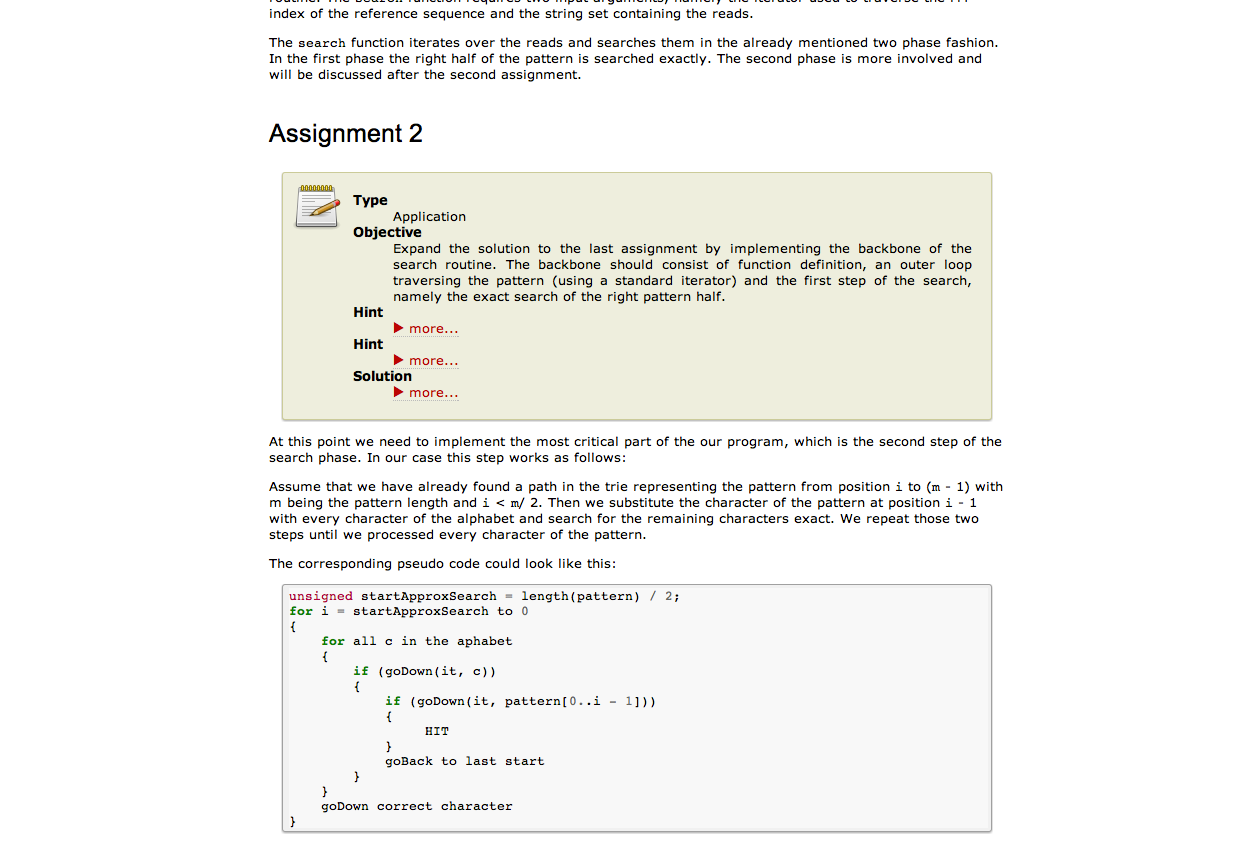 index of the reference sequence and the string set containing the reads.
The search function iterates over the reads and searches them in the already mentioned two phase fashion.
In the first phase the right half of the pattern is searched exactly. The second phase is more involved and
will be discussed after the second assignment.
Assignment 2
Type
Application
Objective
Expand the solution to the last assignment by implementing the backbone of the
search routine. The backbone should consist of function definition, an outer loop
traversing the pattern (using a standard iterator) and the first step of the search,
namely the exact search of the right pattern half.
Hint
more...
Hint
more...
Solution
more...
At this point we need to implement the most critical part of the our program, which is the second step of the
search phase. In our case this step works as follows:
Assume that we have already found a path in the trie representing the pattern from position i to (m - 1) with
m being the pattern length and i < m/ 2. Then we substitute the character of the pattern at position i - 1
with every character of the alphabet and search for the remaining characters exact. We repeat those two
steps until we processed every character of the pattern.
The corresponding pseudo code could look like this:
unsigned startApproxSearch = length(pattern) / 2;
for i = startApproxSearch to 0
{
for all c in the aphabet
{
if (goDown(it, c))
{
if (goDown(it, pattern[0..i - 1]))
{
HIT
}
goBack to last start
}
}
goDown correct character
}